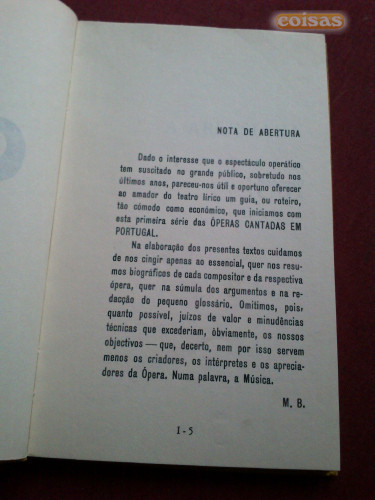 coisas
NOTA DE ABERTURA
Dado o interesse que o espectáculo operático
tem suscitado no grande público, sobretudo nos
últimos anos, pareceu-nos útil e oportuno oferecer
ao amador do teatro lírico um guia, ou roteiro,
tão cómodo como económico, que iniciamos com
esta primeira série das ÓPERAS CANTADAS EM
PORTUGAL.
Na elaboração dos presentes textos cuidamos
de nos cingir apenas ao essencial, quer nos resu-
mos biográficos de cada compositor e da respectiva
ópera, quer na súmula dos argumentos e na re-
dacção do pequeno glossário. Omitimos, pois,
quanto possível, juízos de valor e minudências
técnicas que excederiam, òbviamente, os nossos
objectivos — que, decerto, nem por isso servem
menos os criadores, os intérpretes e os aprecia-
dores da Ópera. Numa palavra, a Música.
M. B.
1-5